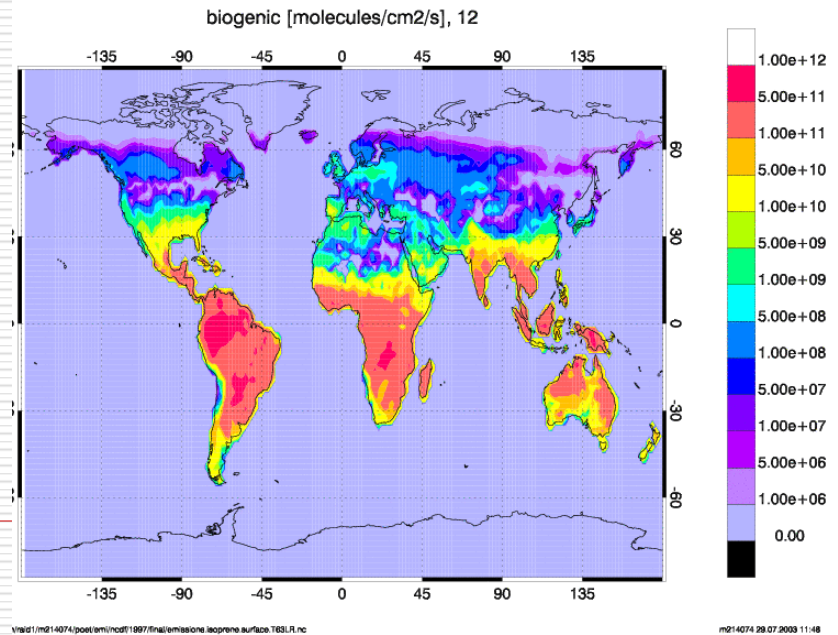 biogenic [molecules/cm2/s], 12
-135 -90 -45 0 45 90 135
1.00e+12
5.00e+11
1.00e+11
5.00e+10
1.00e+10
5.00e+09
1.00e+09
5.00e+08
1.00e+08
5.00e+07
1.00e+07
5.00e+06
1.00e+06
0.00
60
30
0
-30
-60
-135 -90 -45 0 45 90 135
/raid1/m214074/poet/emi/ncdf/1997/final/emissions.isoprene.surface.T63LR.nc
m214074 29.07.2003 11:48